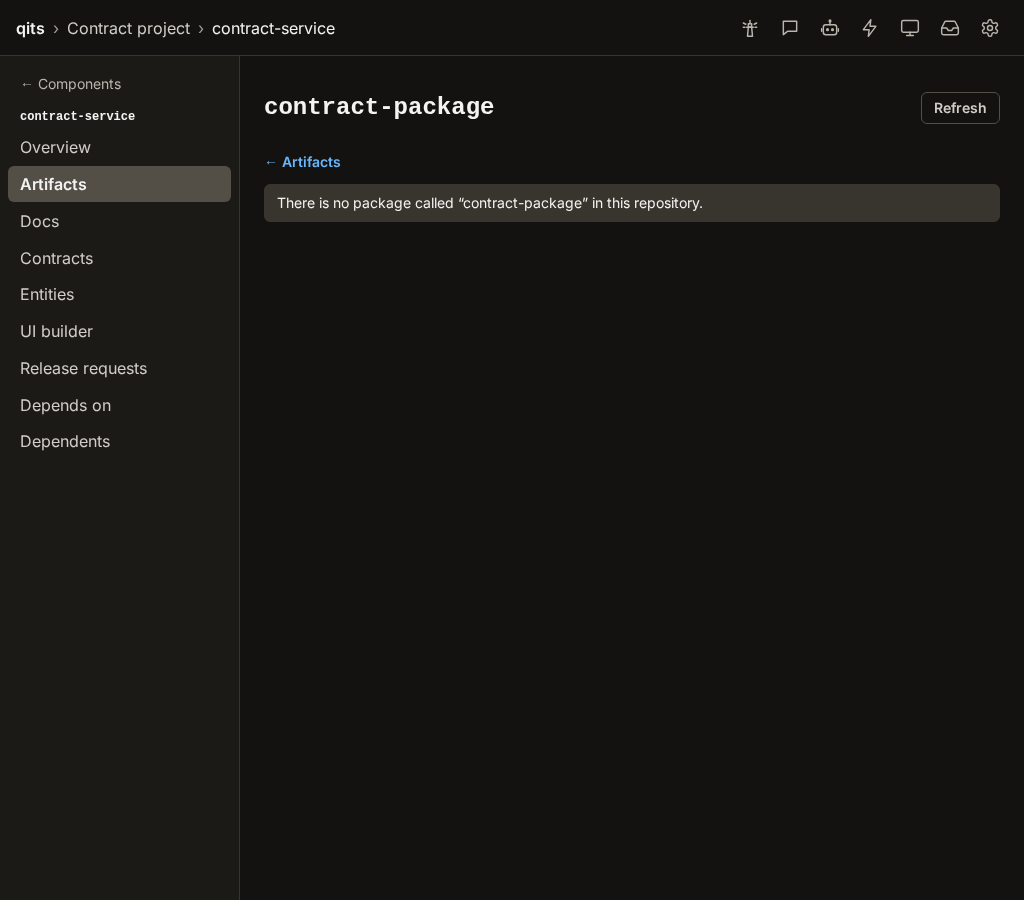 qits › Contract project › contract-service
← Components
contract-service
Overview
Artifacts
Docs
Contracts
Entities
UI builder
Release requests
Depends on
Dependents
contract-package
Refresh
← Artifacts
There is no package called “contract-package” in this repository.